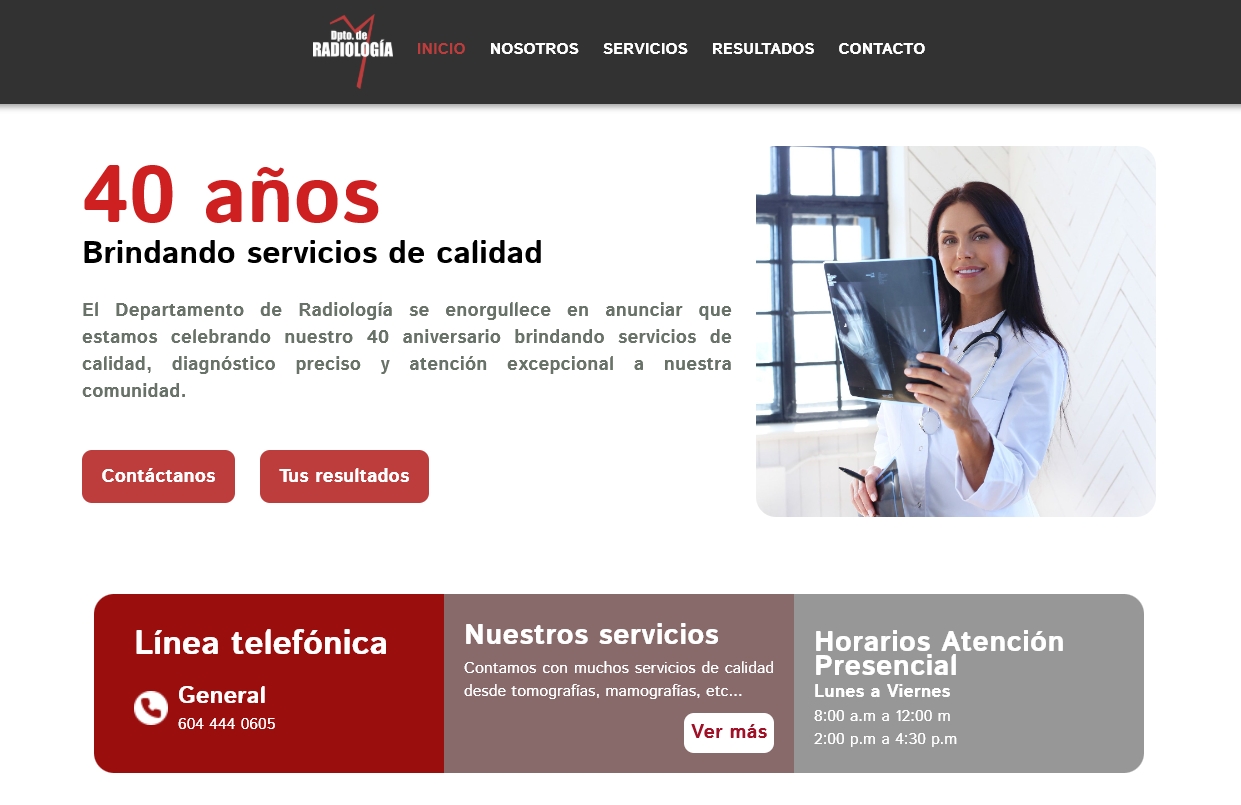 Dpto. de
RADIOLOGÍA
INICIO
NOSOTROS
SERVICIOS
RESULTADOS
CONTACTO
40 años
Brindando servicios de calidad
El Departamento de Radiología se enorgullece en anunciar que
estamos celebrando nuestro 40 aniversario brindando servicios de
calidad, diagnóstico preciso y atención excepcional a nuestra
comunidad.
Contáctanos
Tus resultados
Línea telefónica
General
604 444 0605
Nuestros servicios
Contamos con muchos servicios de calidad
desde tomografías, mamografías, etc...
Ver más
Horarios Atención
Presencial
Lunes a Viernes
8:00 a.m a 12:00 m
2:00 p.m a 4:30 p.m